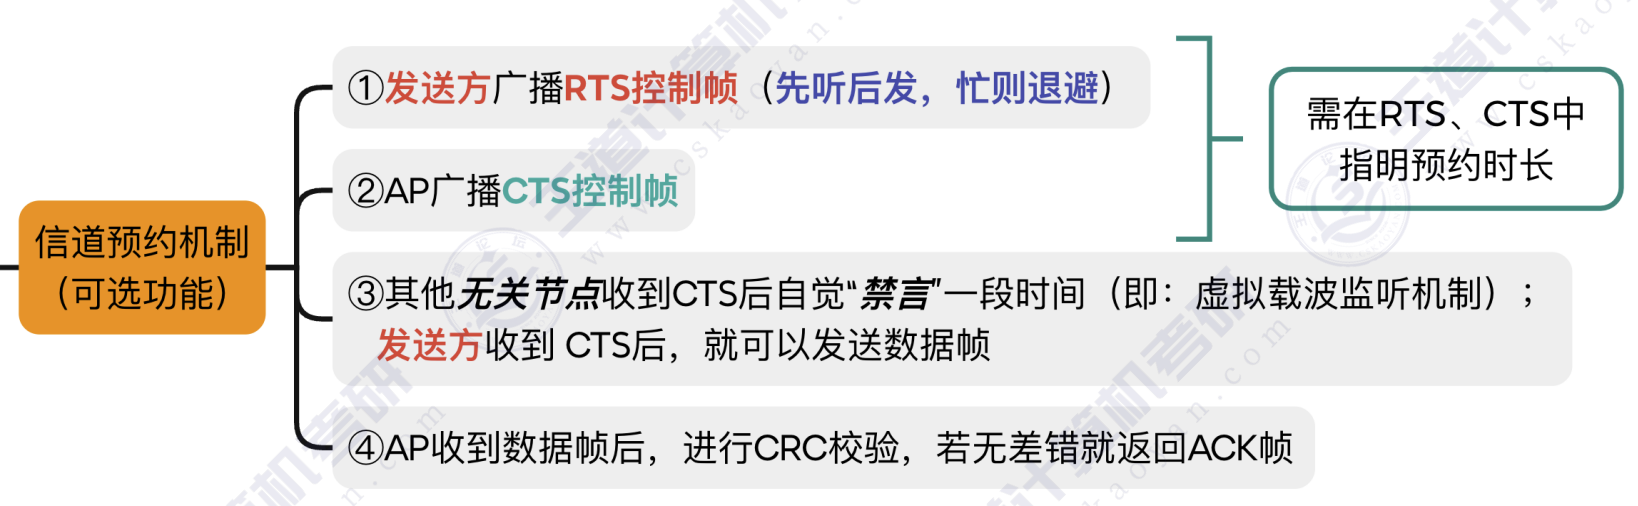 ①发送方广播RTS控制帧（先听后发，忙则退避）
②AP广播CTS控制帧
需在RTS、CTS中
指明预约时长
信道预约机制
（可选功能）
③其他无关节点收到CTS后自觉“禁言”一段时间（即：虚拟载波监听机制）；
发送方收到 CTS后，就可以发送数据帧
④AP收到数据帧后，进行CRC校验，若无差错就返回ACK帧